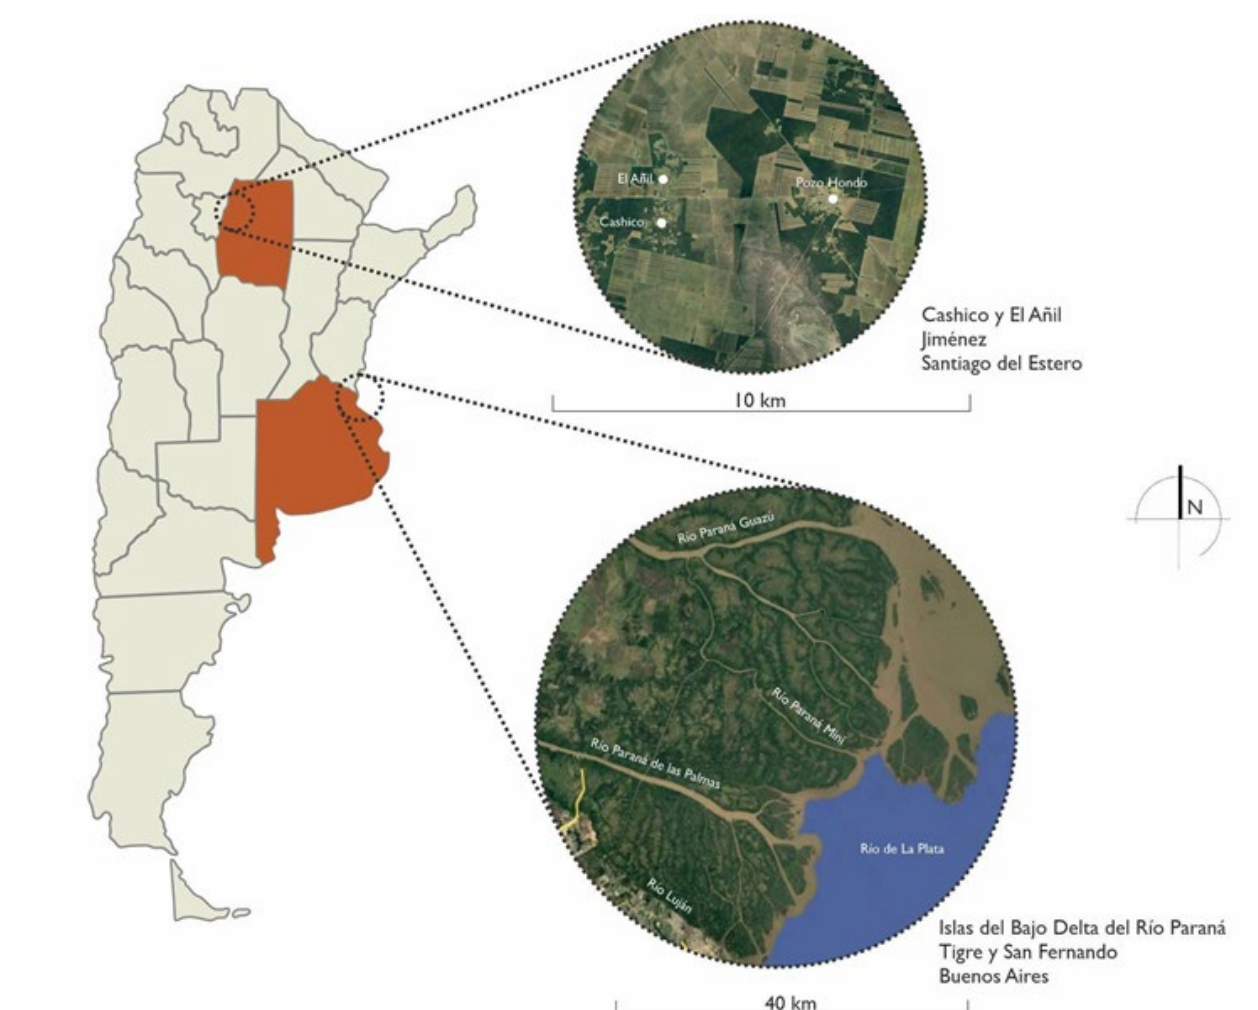 El Añil
Pozo Hondo
Cashico
Cashico y El Añil
Jiménez
Santiago del Estero
10 km
N
Río Paraná Guazú
Río Paraná Miní
Río Paraná de las Palmas
Río de La Plata
Río Luján
Islas del Bajo Delta del Río Paraná
Tigre y San Fernando
Buenos Aires
40 km